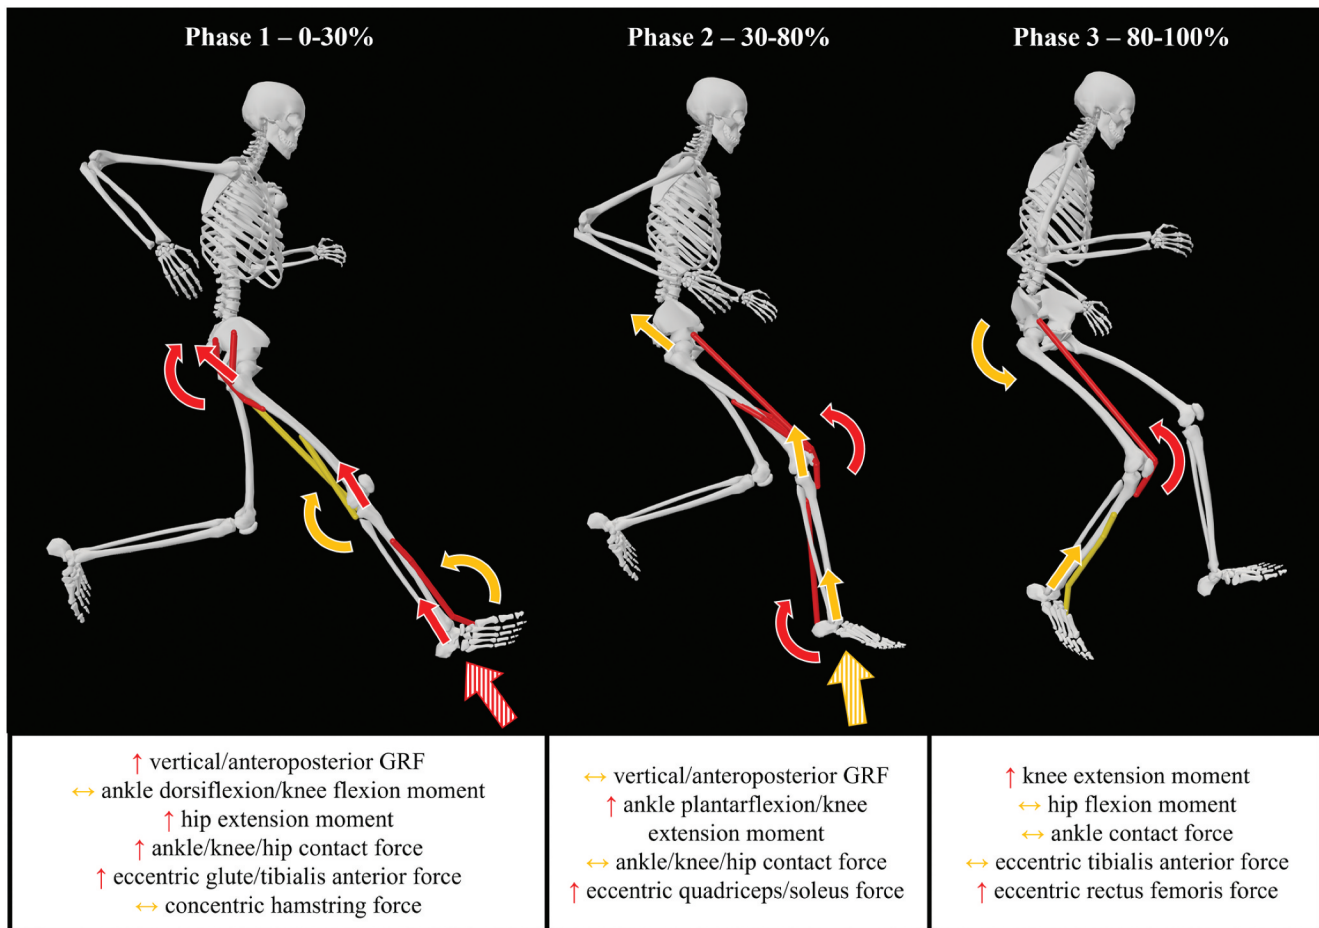 Phase 1 – 0-30%
↑ vertical/anteroposterior GRF
↔ ankle dorsiflexion/knee flexion moment
↑ hip extension moment
↑ ankle/knee/hip contact force
↑ eccentric glute/tibialis anterior force
↔ concentric hamstring force
Phase 2 – 30-80%
↔ vertical/anteroposterior GRF
↑ ankle plantarflexion/knee
extension moment
↔ ankle/knee/hip contact force
↑ eccentric quadriceps/soleus force
Phase 3 – 80-100%
↑ knee extension moment
↔ hip flexion moment
↔ ankle contact force
↔ eccentric tibialis anterior force
↑ eccentric rectus femoris force